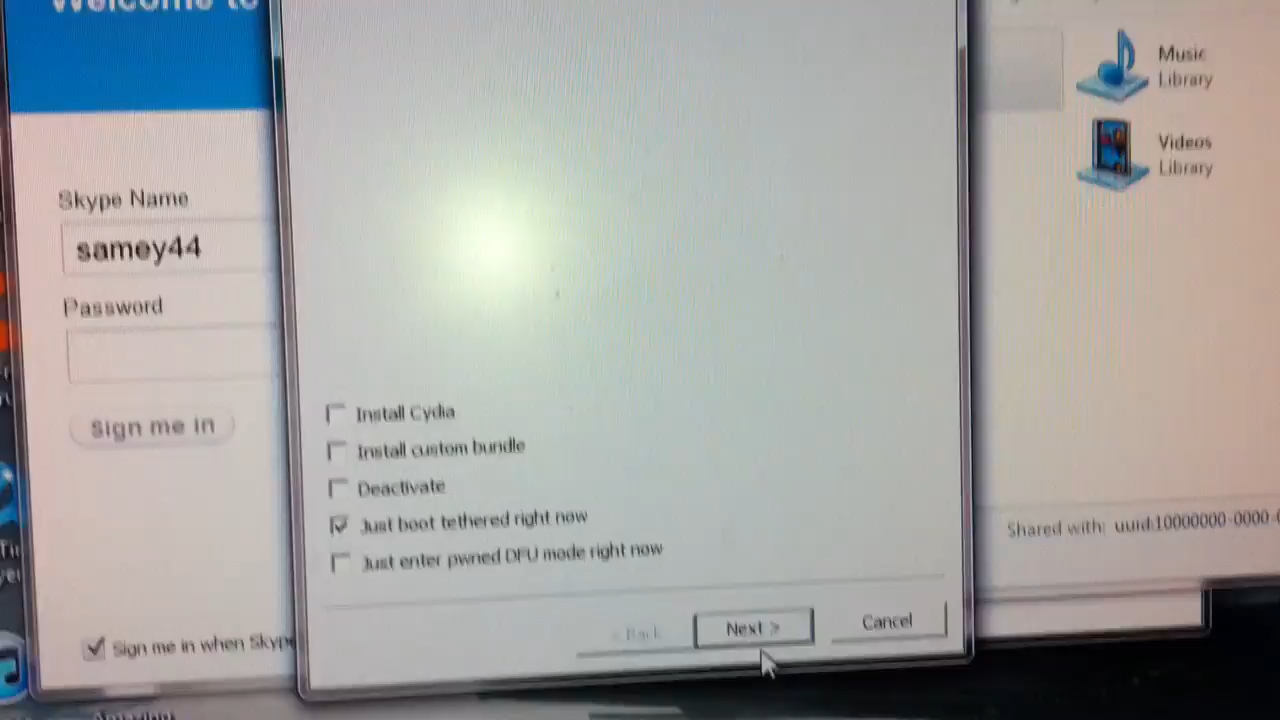 Welcome to
Skype Name
samey44
Password
Sign me in
Sign me in when Skype
Install Cydia
Install custom bundle
Deactivate
Just boot tethered right now
Just enter pwned DFU mode right now
< Back
Next >
Cancel
Music
Library
Videos
Library
Shared with: uuid:10000000-0000-